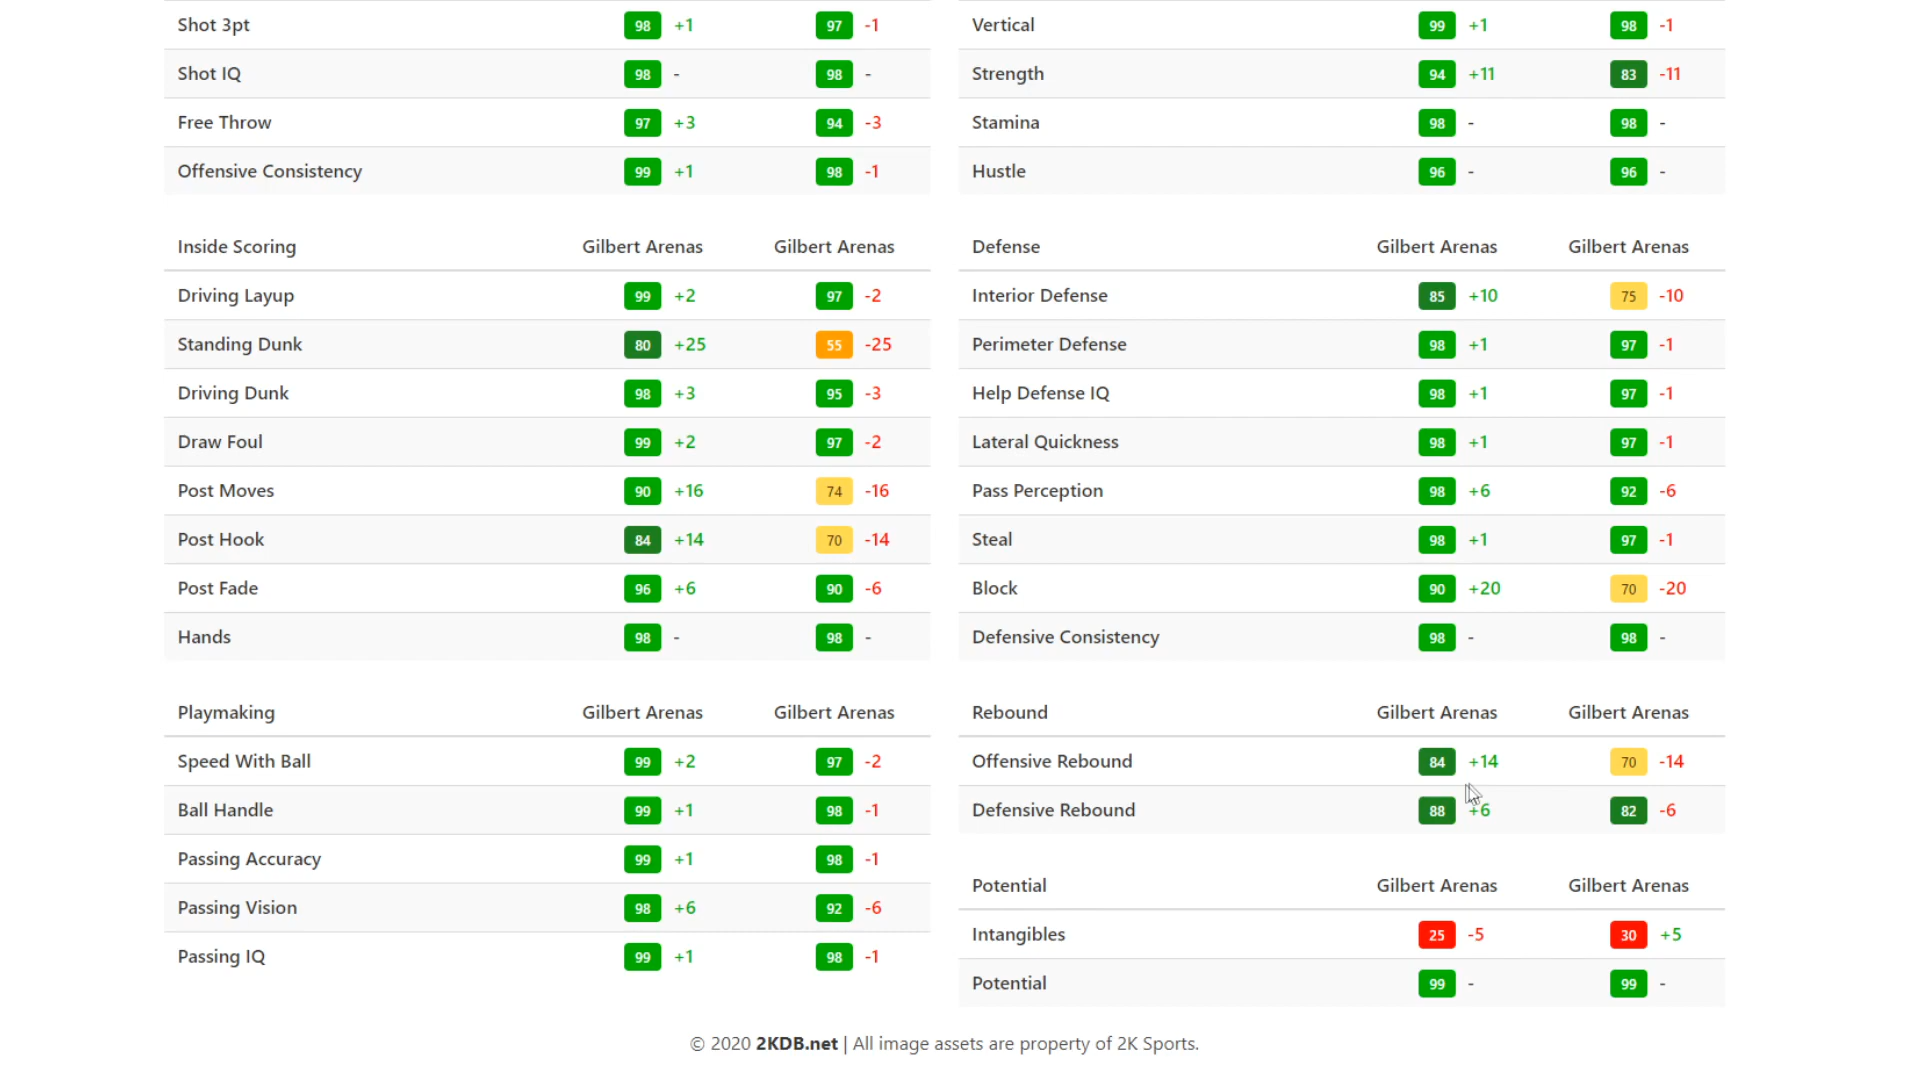 Shot 3pt 98 +1 97 -1
Shot IQ 98 - 98 -
Free Throw 97 +3 94 -3
Offensive Consistency 99 +1 98 -1
Inside Scoring Gilbert Arenas Gilbert Arenas
Driving Layup 99 +2 97 -2
Standing Dunk 80 +25 55 -25
Driving Dunk 98 +3 95 -3
Draw Foul 99 +2 97 -2
Post Moves 90 +16 74 -16
Post Hook 84 +14 70 -14
Post Fade 96 +6 90 -6
Hands 98 - 98 -
Playmaking Gilbert Arenas Gilbert Arenas
Speed With Ball 99 +2 97 -2
Ball Handle 99 +1 98 -1
Passing Accuracy 99 +1 98 -1
Passing Vision 98 +6 92 -6
Passing IQ 99 +1 98 -1
Vertical 99 +1 98 -1
Strength 94 +11 83 -11
Stamina 98 - 98 -
Hustle 96 - 96 -
Defense Gilbert Arenas Gilbert Arenas
Interior Defense 85 +10 75 -10
Perimeter Defense 98 +1 97 -1
Help Defense IQ 98 +1 97 -1
Lateral Quickness 98 +1 97 -1
Pass Perception 98 +6 92 -6
Steal 98 +1 97 -1
Block 90 +20 70 -20
Defensive Consistency 98 - 98 -
Rebound Gilbert Arenas Gilbert Arenas
Offensive Rebound 84 +14 70 -14
Defensive Rebound 88 +6 82 -6
Potential Gilbert Arenas Gilbert Arenas
Intangibles 25 -5 30 +5
Potential 99 - 99 -
© 2020 2KDB.net | All image assets are property of 2K Sports.